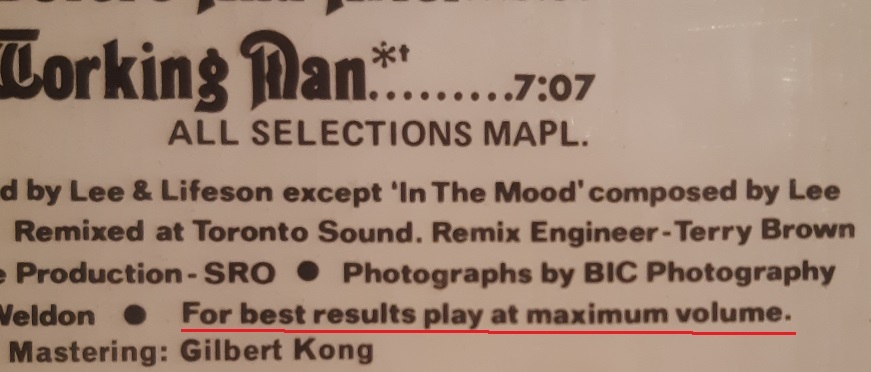 Working Man*†.........7:07
ALL SELECTIONS MAPL.
d by Lee & Lifeson except 'In The Mood' composed by Lee
Remixed at Toronto Sound. Remix Engineer-Terry Brown
e Production - SRO ● Photographs by BIC Photography
Weldon ● For best results play at maximum volume.
Mastering: Gilbert Kong